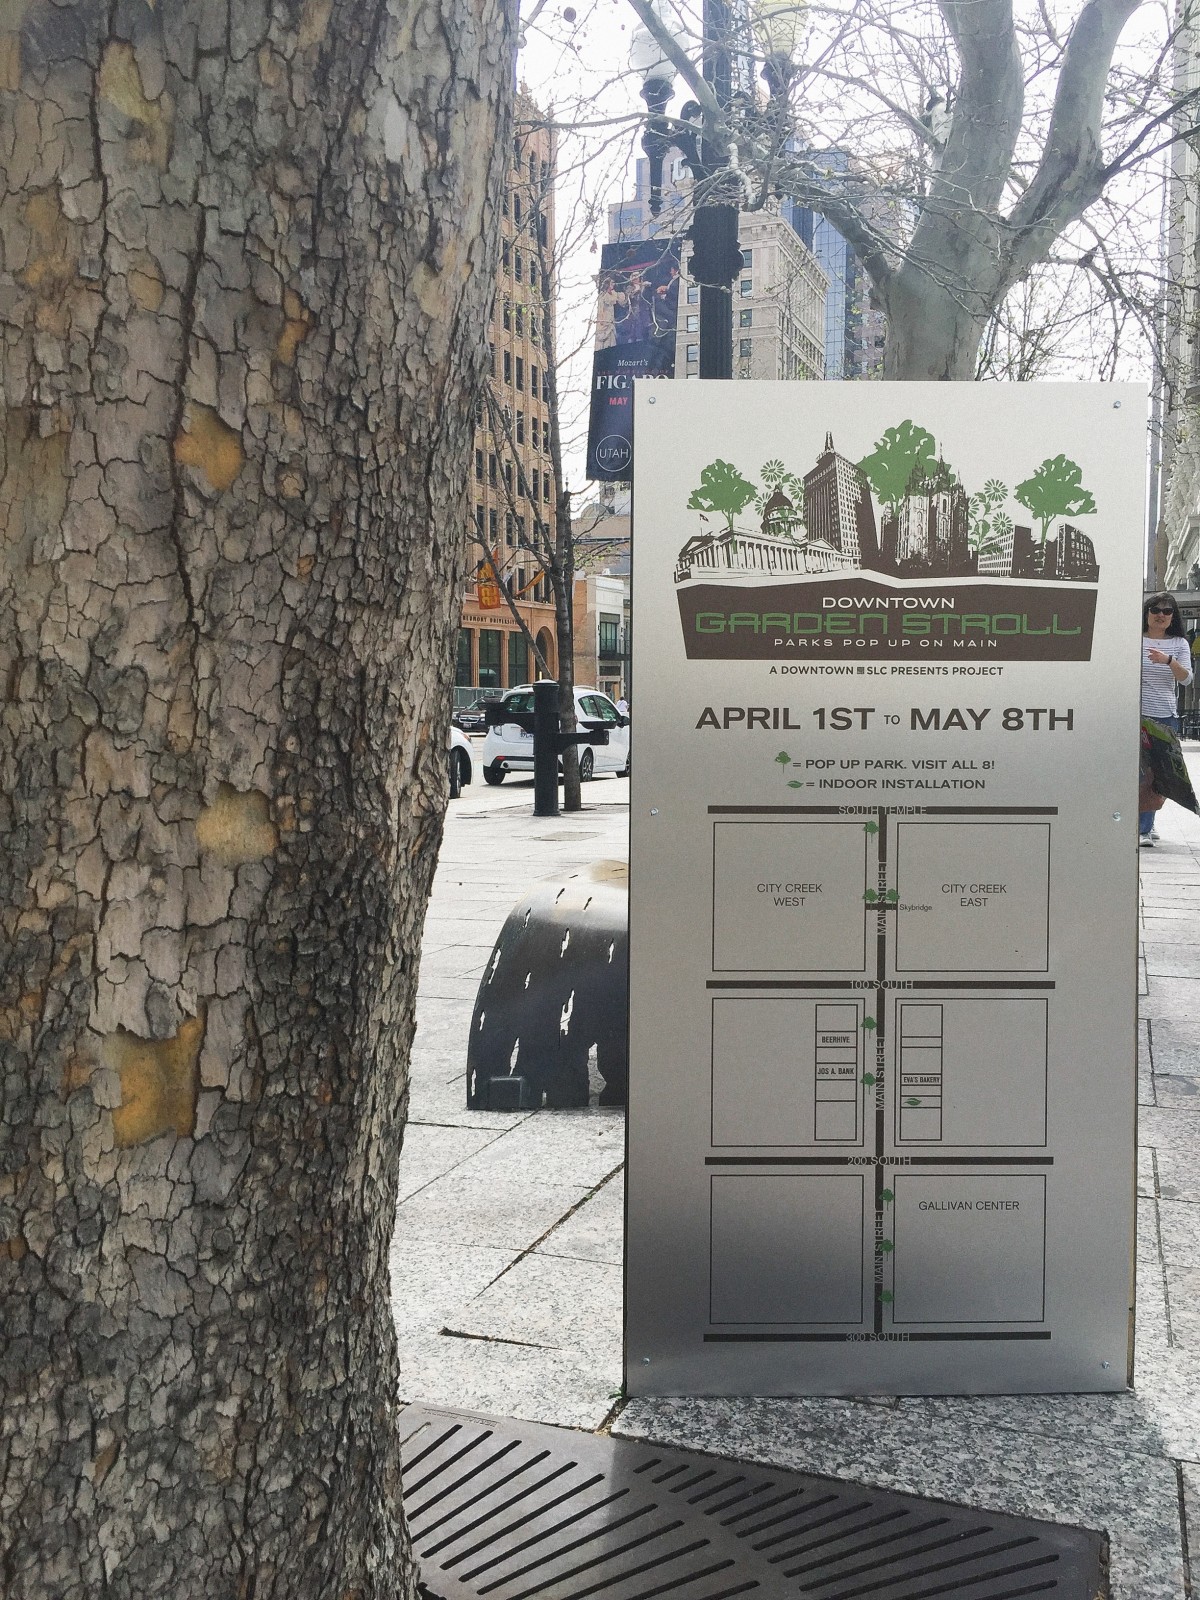 Mozart's
FIGARO
MAY
UTAH
DOWNTOWN
GARDEN STROLL
PARKS POP UP ON MAIN
A DOWNTOWN SLC PRESENTS PROJECT
APRIL 1ST TO MAY 8TH
= POP UP PARK. VISIT ALL 8!
= INDOOR INSTALLATION
SOUTH TEMPLE
CITY CREEK
WEST
MAIN STREET
CITY CREEK
EAST
Skybridge
100 SOUTH
BEERHIVE
JOS A. BANK
MAIN STREET
EVA'S BAKERY
200 SOUTH
MAIN STREET
GALLIVAN CENTER
300 SOUTH